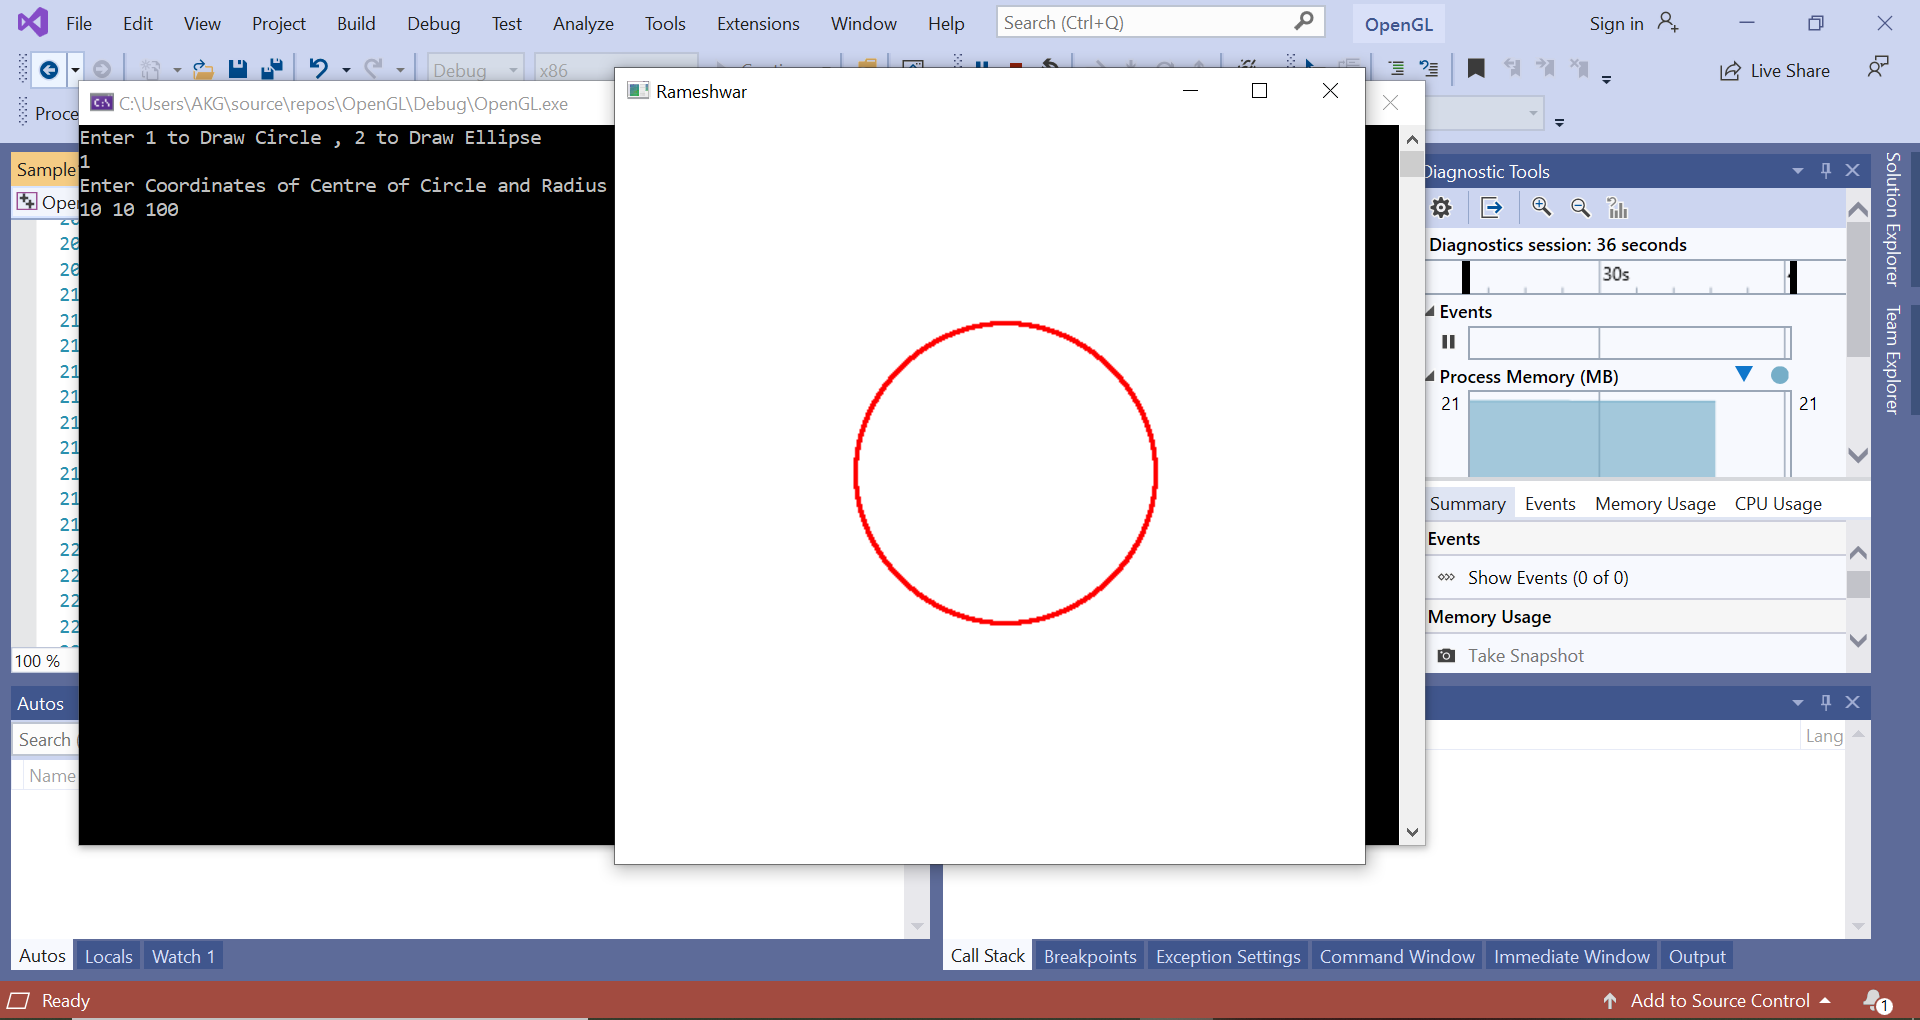 File Edit View Project Build Debug Test Analyze Tools Extensions Window Help Search (Ctrl+Q) OpenGL Sign in
Debug x86 Live Share
Proce
C:\Users\AKG\source\repos\OpenGL\Debug\OpenGL.exe
Enter 1 to Draw Circle , 2 to Draw Ellipse
1
Enter Coordinates of Centre of Circle and Radius
10 10 100
Rameshwar
Sample
Ope
20
20
21
21
21
21
21
21
21
21
21
21
22
22
22
22
100 %
Diagnostic Tools
Diagnostics session: 36 seconds
30s
Events
Process Memory (MB)
21 21
Summary Events Memory Usage CPU Usage
Events
Show Events (0 of 0)
Memory Usage
Take Snapshot
Solution Explorer
Team Explorer
Autos
Search (
Name
Lang
Autos Locals Watch 1
Call Stack Breakpoints Exception Settings Command Window Immediate Window Output
Ready Add to Source Control 1